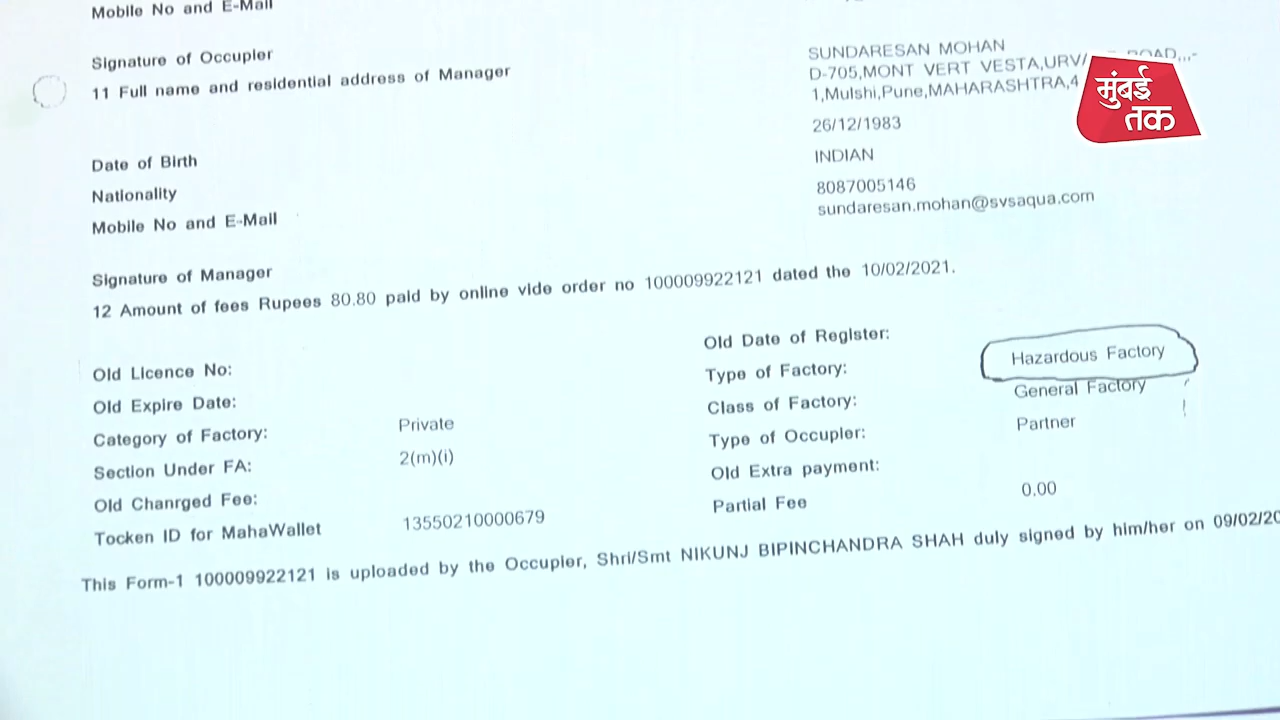 Mobile No and E-Mail
Signature of Occupier
11 Full name and residential address of Manager
SUNDARESAN MOHAN
D-705,MONT VERT VESTA, ROAD,,,-
1,Mulshi,Pune,MAHARASHTRA,4
मुंबई
तक
Date of Birth 26/12/1983
Nationality INDIAN
Mobile No and E-Mail 8087005146
sundaresan.mohan@svsaqua.com
Signature of Manager
12 Amount of fees Rupees 80.80 paid by online vide order no 100009922121 dated the 10/02/2021.
Old Licence No: Old Date of Register:
Old Expire Date: Type of Factory: Hazardous Factory
Category of Factory: Private Class of Factory: General Factory
Section Under FA: 2(m)(i) Type of Occupier: Partner
Old Chanrged Fee: Old Extra payment:
Tocken ID for MahaWallet 13550210000679 Partial Fee 0.00
This Form-1 100009922121 is uploaded by the Occupier, Shri/Smt NIKUNJ BIPINCHANDRA SHAH duly signed by him/her on 09/02/20